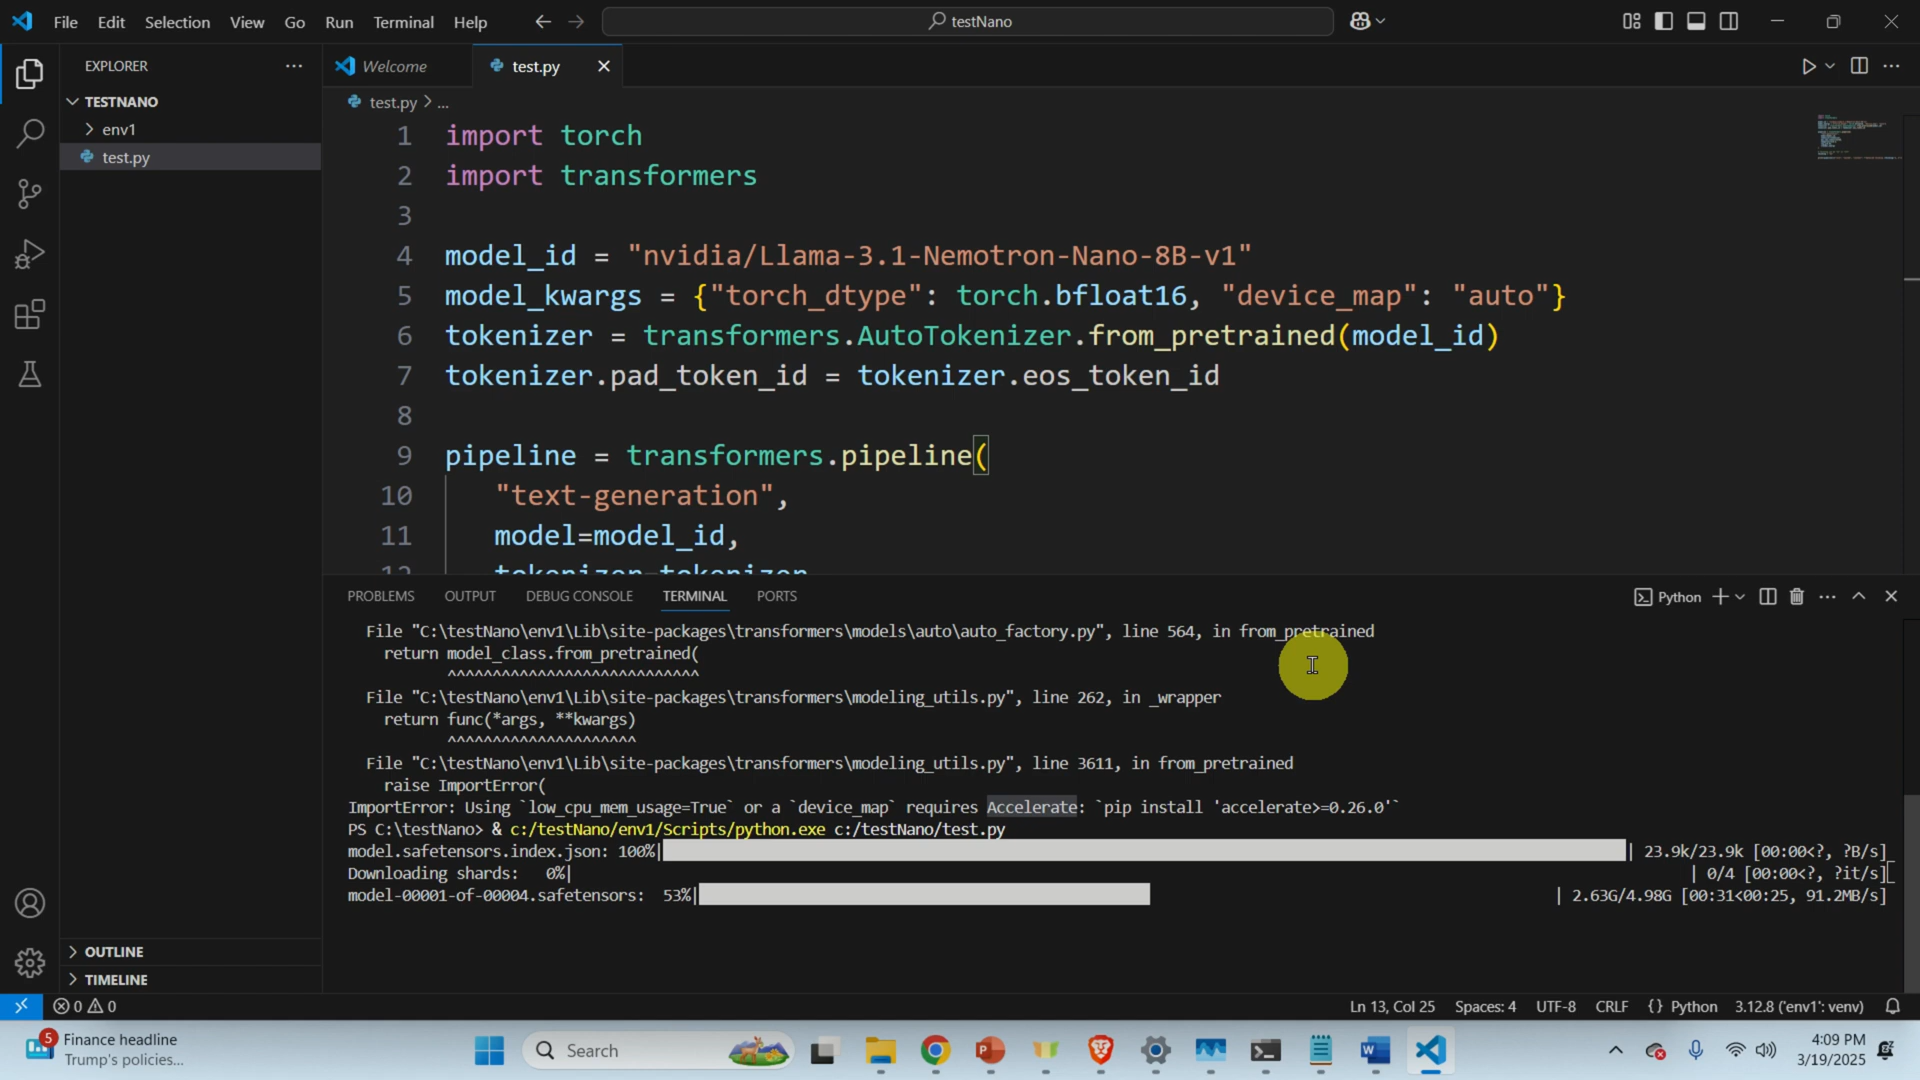 File Edit Selection View Go Run Terminal Help
testNano
EXPLORER
TESTNANO
env1
test.py
OUTLINE
TIMELINE
Welcome
test.py
test.py > ...
1 import torch
2 import transformers
3
4 model_id = "nvidia/Llama-3.1-Nemotron-Nano-8B-v1"
5 model_kwargs = {"torch_dtype": torch.bfloat16, "device_map": "auto"}
6 tokenizer = transformers.AutoTokenizer.from_pretrained(model_id)
7 tokenizer.pad_token_id = tokenizer.eos_token_id
8
9 pipeline = transformers.pipeline(
10 "text-generation",
11 model=model_id,
12 tokenizer=tokenizer
PROBLEMS OUTPUT DEBUG CONSOLE TERMINAL PORTS
Python
File "C:\testNano\env1\Lib\site-packages\transformers\models\auto\auto_factory.py", line 564, in from_pretrained
return model_class.from_pretrained(
^^^^^^^^^^^^^^^^^^^^^^^^^^^^
File "C:\testNano\env1\Lib\site-packages\transformers\modeling_utils.py", line 262, in _wrapper
return func(*args, **kwargs)
^^^^^^^^^^^^^^^^^^^^^
File "C:\testNano\env1\Lib\site-packages\transformers\modeling_utils.py", line 3611, in from_pretrained
raise ImportError(
ImportError: Using `low_cpu_mem_usage=True` or a `device_map` requires Accelerate: `pip install 'accelerate>=0.26.0'`
PS C:\testNano> & c:/testNano/env1/Scripts/python.exe c:/testNano/test.py
model.safetensors.index.json: 100%| | 23.9k/23.9k [00:00<?, ?B/s]
Downloading shards: 0%| | 0/4 [00:00<?, ?it/s]
model-00001-of-00004.safetensors: 53%| | 2.63G/4.98G [00:31<00:25, 91.2MB/s]
0 0
Ln 13, Col 25 Spaces: 4 UTF-8 CRLF {} Python 3.12.8 ('env1': venv)
5
Finance headline
Trump's policies...
Search
4:09 PM
3/19/2025